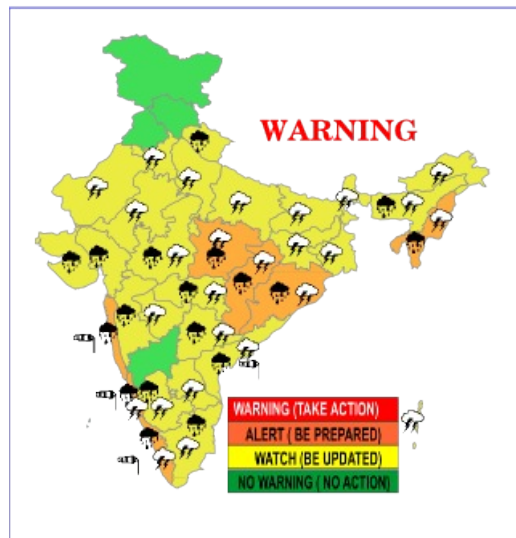 WARNING
WARNING (TAKE ACTION)
ALERT ( BE PREPARED)
WATCH (BE UPDATED)
NO WARNING ( NO ACTION)